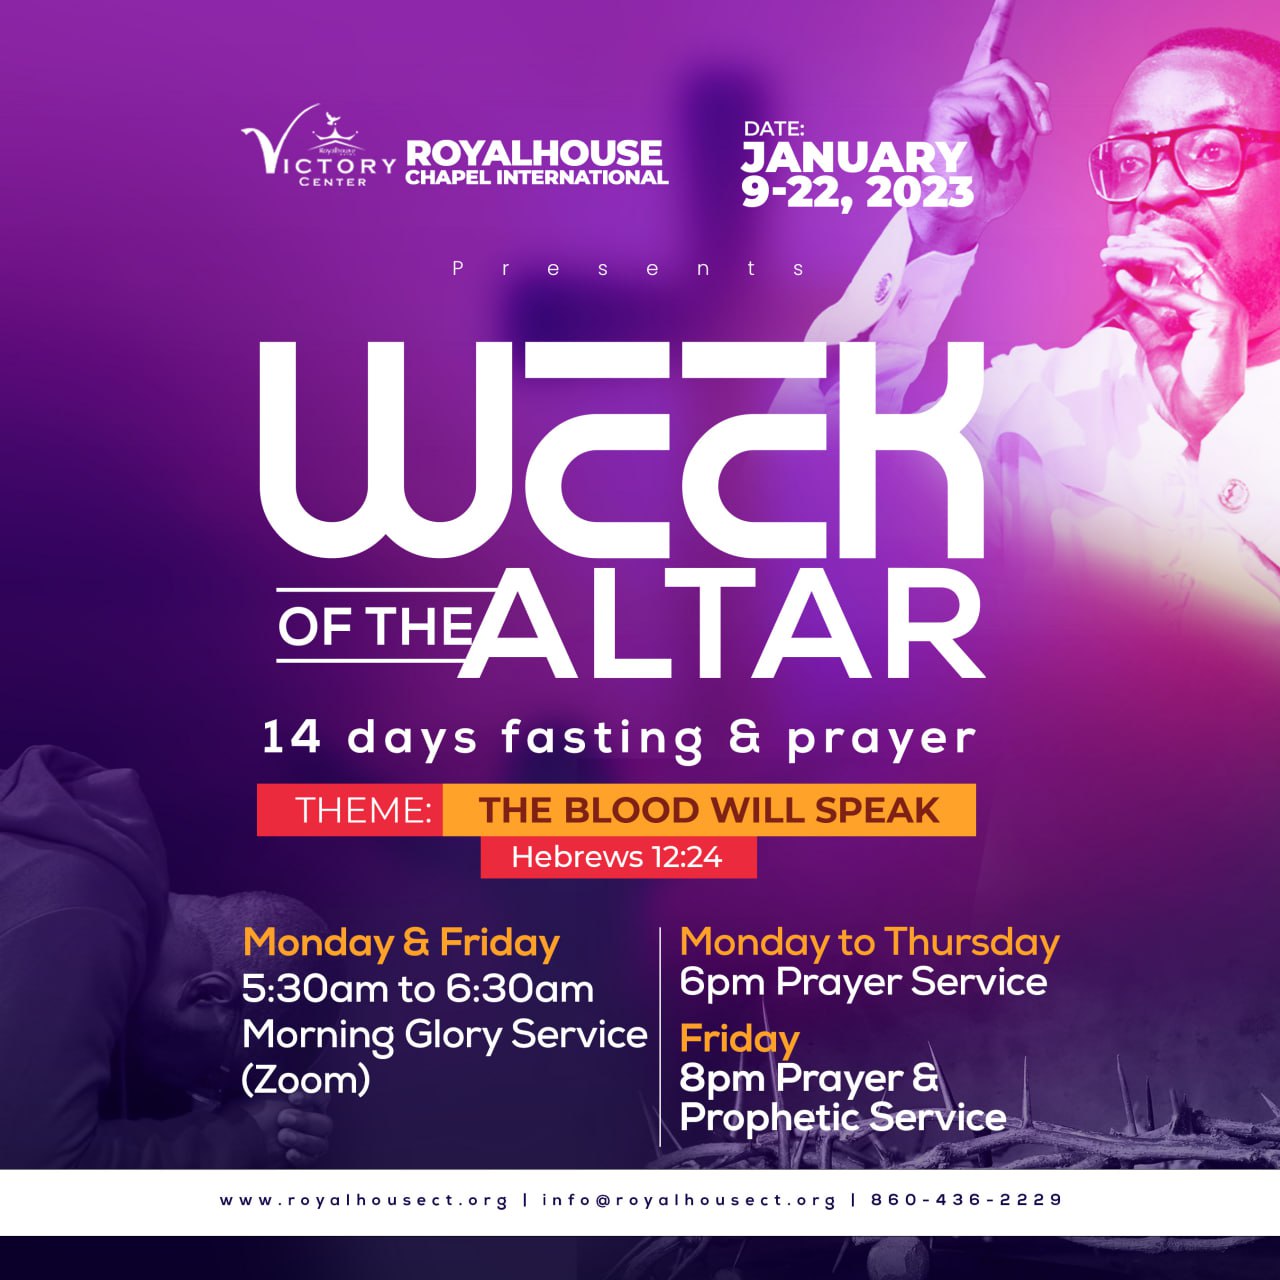 VICTORY
CENTER
Royalhouse
ROYALHOUSE
CHAPEL INTERNATIONAL
DATE:
JANUARY
9-22, 2023
Presents
WEEK
OF THE ALTAR
14 days fasting & prayer
THEME: THE BLOOD WILL SPEAK
Hebrews 12:24
Monday & Friday
5:30am to 6:30am
Morning Glory Service
(Zoom)
Monday to Thursday
6pm Prayer Service
Friday
8pm Prayer &
Prophetic Service
www.royalhousect.org | info@royalhousect.org | 860-436-2229